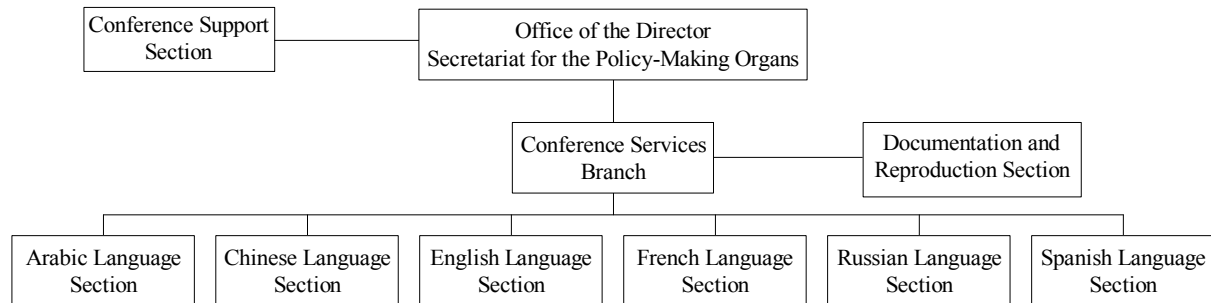 Conference Support
Section
Office of the Director
Secretariat for the Policy-Making Organs
Conference Services
Branch
Documentation and
Reproduction Section
Arabic Language
Section
Chinese Language
Section
English Language
Section
French Language
Section
Russian Language
Section
Spanish Language
Section